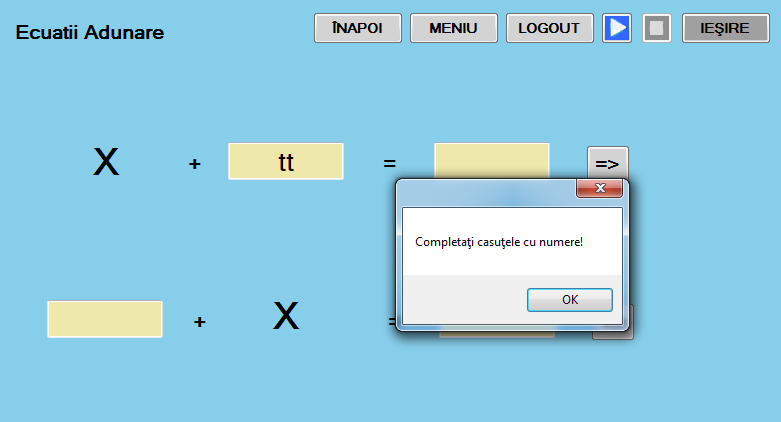 Ecuatii Adunare
ÎNAPOI MENIU LOGOUT IEŞIRE
X + tt = =>
Completaţi casuţele cu numere!
OK
+ X =